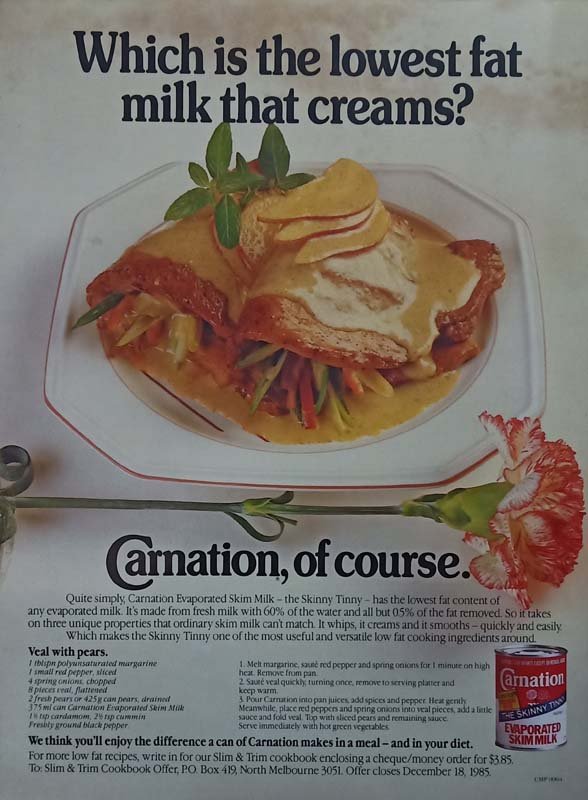 Which is the lowest fat
milk that creams?
Carnation, of course.
Quite simply, Carnation Evaporated Skim Milk – the Skinny Tinny – has the lowest fat content of
any evaporated milk. It's made from fresh milk with 60% of the water and all but 0.5% of the fat removed. So it takes
on three unique properties that ordinary skim milk can't match. It whips, it creams and it smooths – quickly and easily.
Which makes the Skinny Tinny one of the most useful and versatile low fat cooking ingredients around.
Veal with pears.
1 tblspn polyunsaturated margarine
1 small red pepper, sliced
4 spring onions, chopped
8 pieces veal, flattened
2 fresh pears or 425g can pears, drained
375ml can Carnation Evaporated Skim Milk
1½ tsp cardamom, 2½ tsp cummin
Freshly ground black pepper
1. Melt margarine, sauté red pepper and spring onions for 1 minute on high
heat. Remove from pan.
2. Sauté veal quickly, turning once, remove to serving platter and
keep warm.
3. Pour Carnation into pan juices, add spices and pepper. Heat gently.
Meanwhile, place red peppers and spring onions into veal pieces, add a little
sauce and fold veal. Top with sliced pears and remaining sauce.
Serve immediately with hot green vegetables.
Carnation
THE SKINNY TINNY
EVAPORATED
SKIM MILK
We think you'll enjoy the difference a can of Carnation makes in a meal – and in your diet.
For more low fat recipes, write in for our Slim & Trim cookbook enclosing a cheque/money order for $3.85.
To: Slim & Trim Cookbook Offer, P.O. Box 419, North Melbourne 3051. Offer closes December 18, 1985.